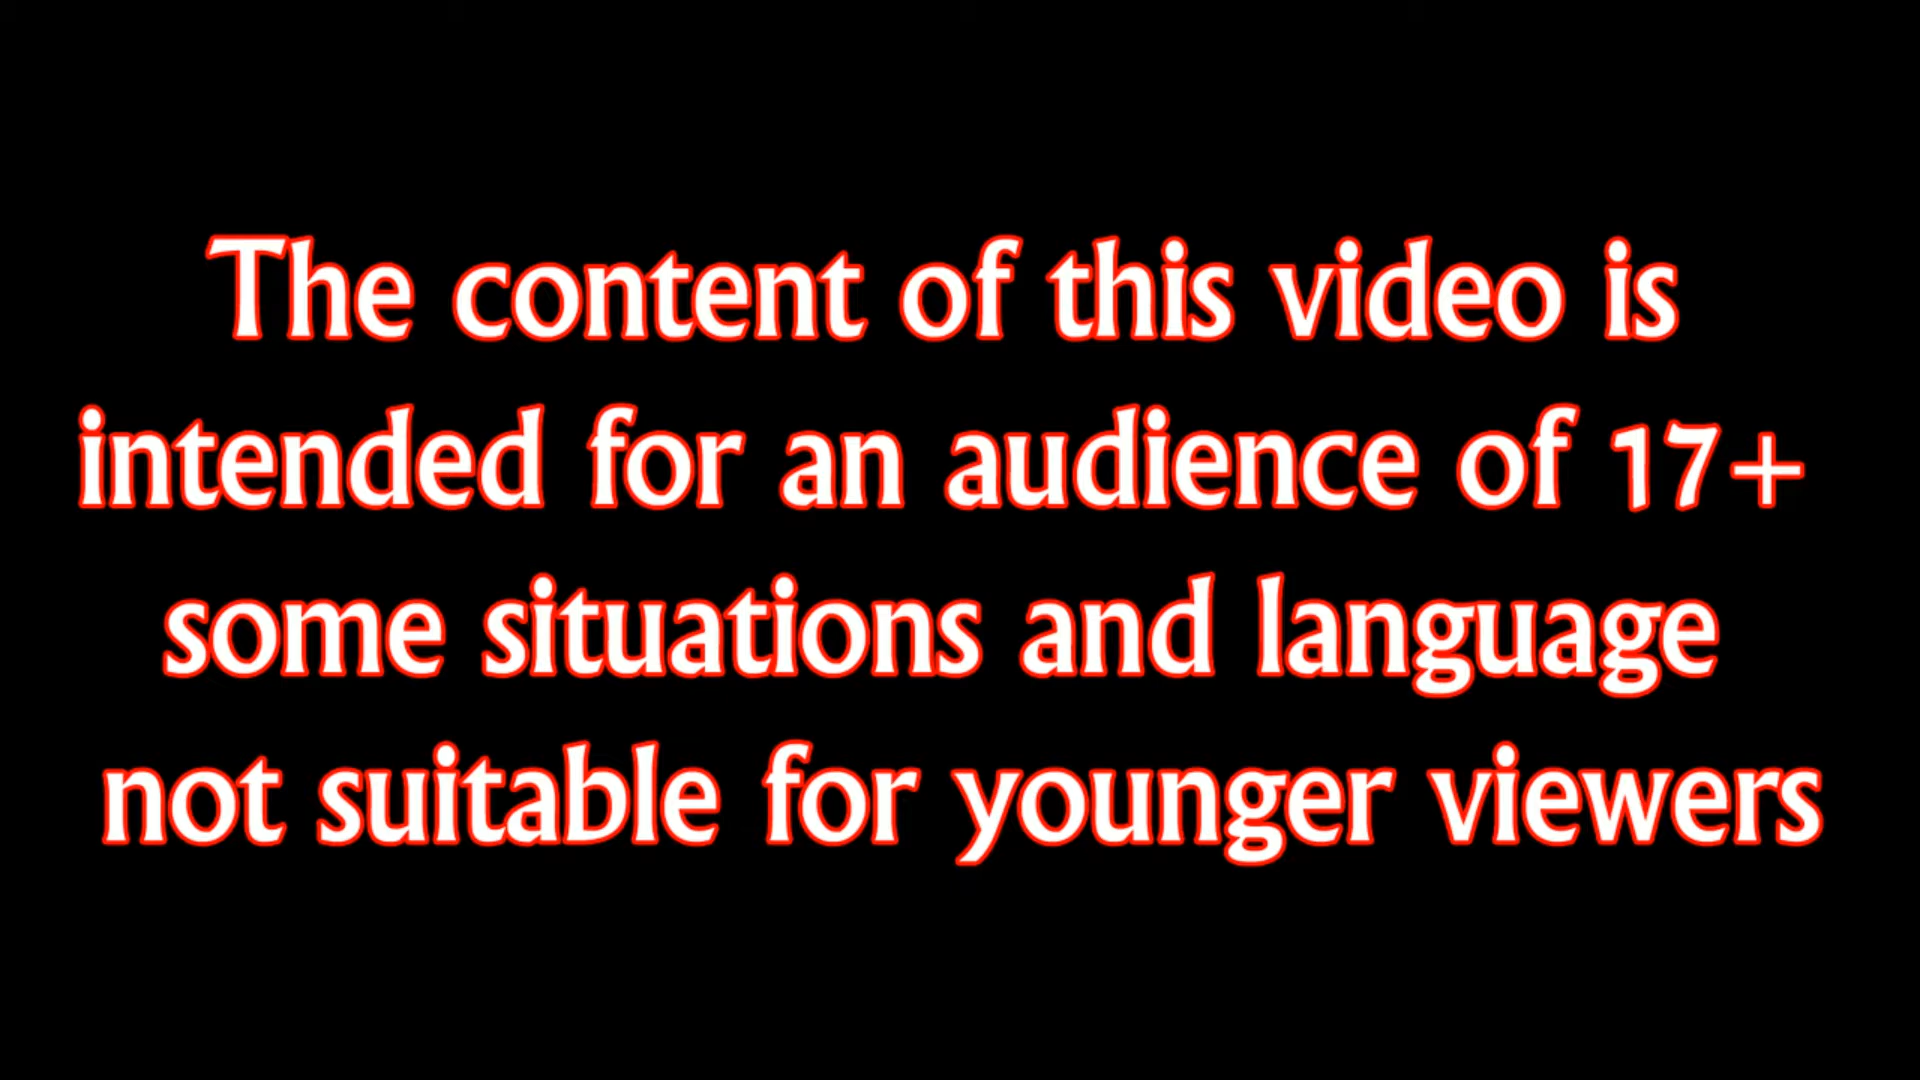 The content of this video is
intended for an audience of 17+
some situations and language
not suitable for younger viewers